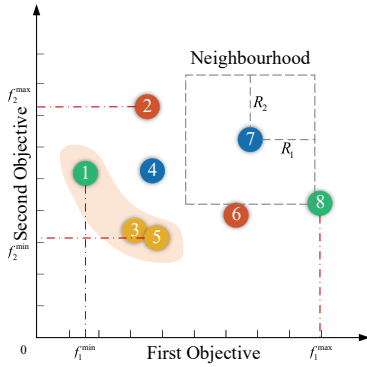 Neighbourhood
f₂ᵐᵃˣ
2
R₂
7
R₁
Second Objective
1
4
8
6
3
5
f₂ᵐⁱⁿ
0
f₁ᵐⁱⁿ
First Objective
f₁ᵐᵃˣ